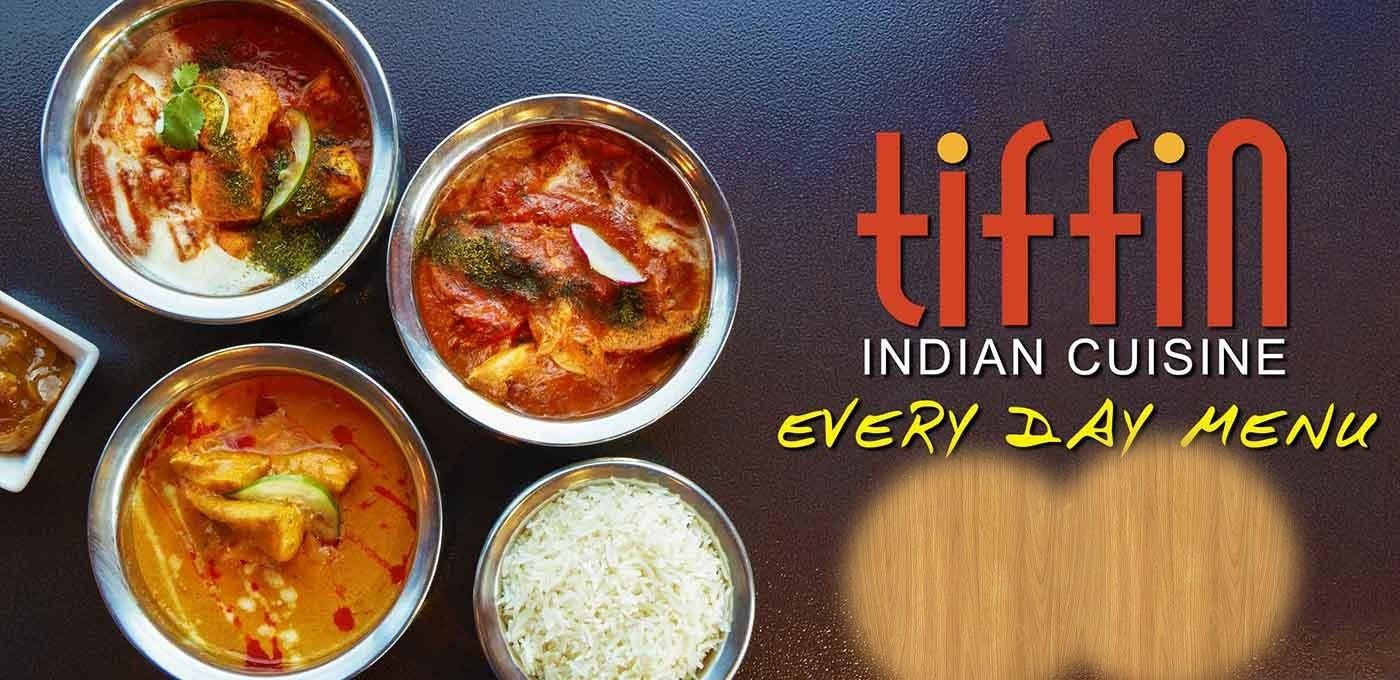 tiffin
INDIAN CUISINE
EVERY DAY MENU